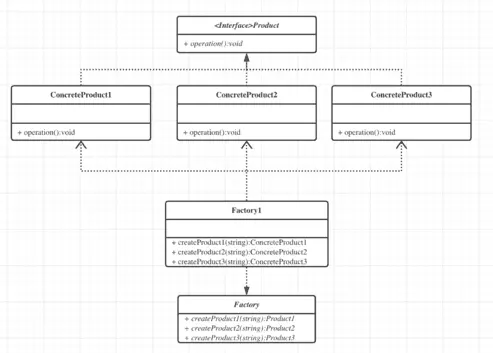 <Interface>Product
+ operation():void
ConcreteProduct1
ConcreteProduct2
ConcreteProduct3
+ operation():void
+ operation():void
+ operation():void
Factory1
+ createProduct1(string):ConcreteProduct1
+ createProduct2(string):ConcreteProduct2
+ createProduct3(string):ConcreteProduct3
Factory
+ createProduct1(string):Product1
+ createProduct2(string):Product2
+ createProduct3(string):Product3